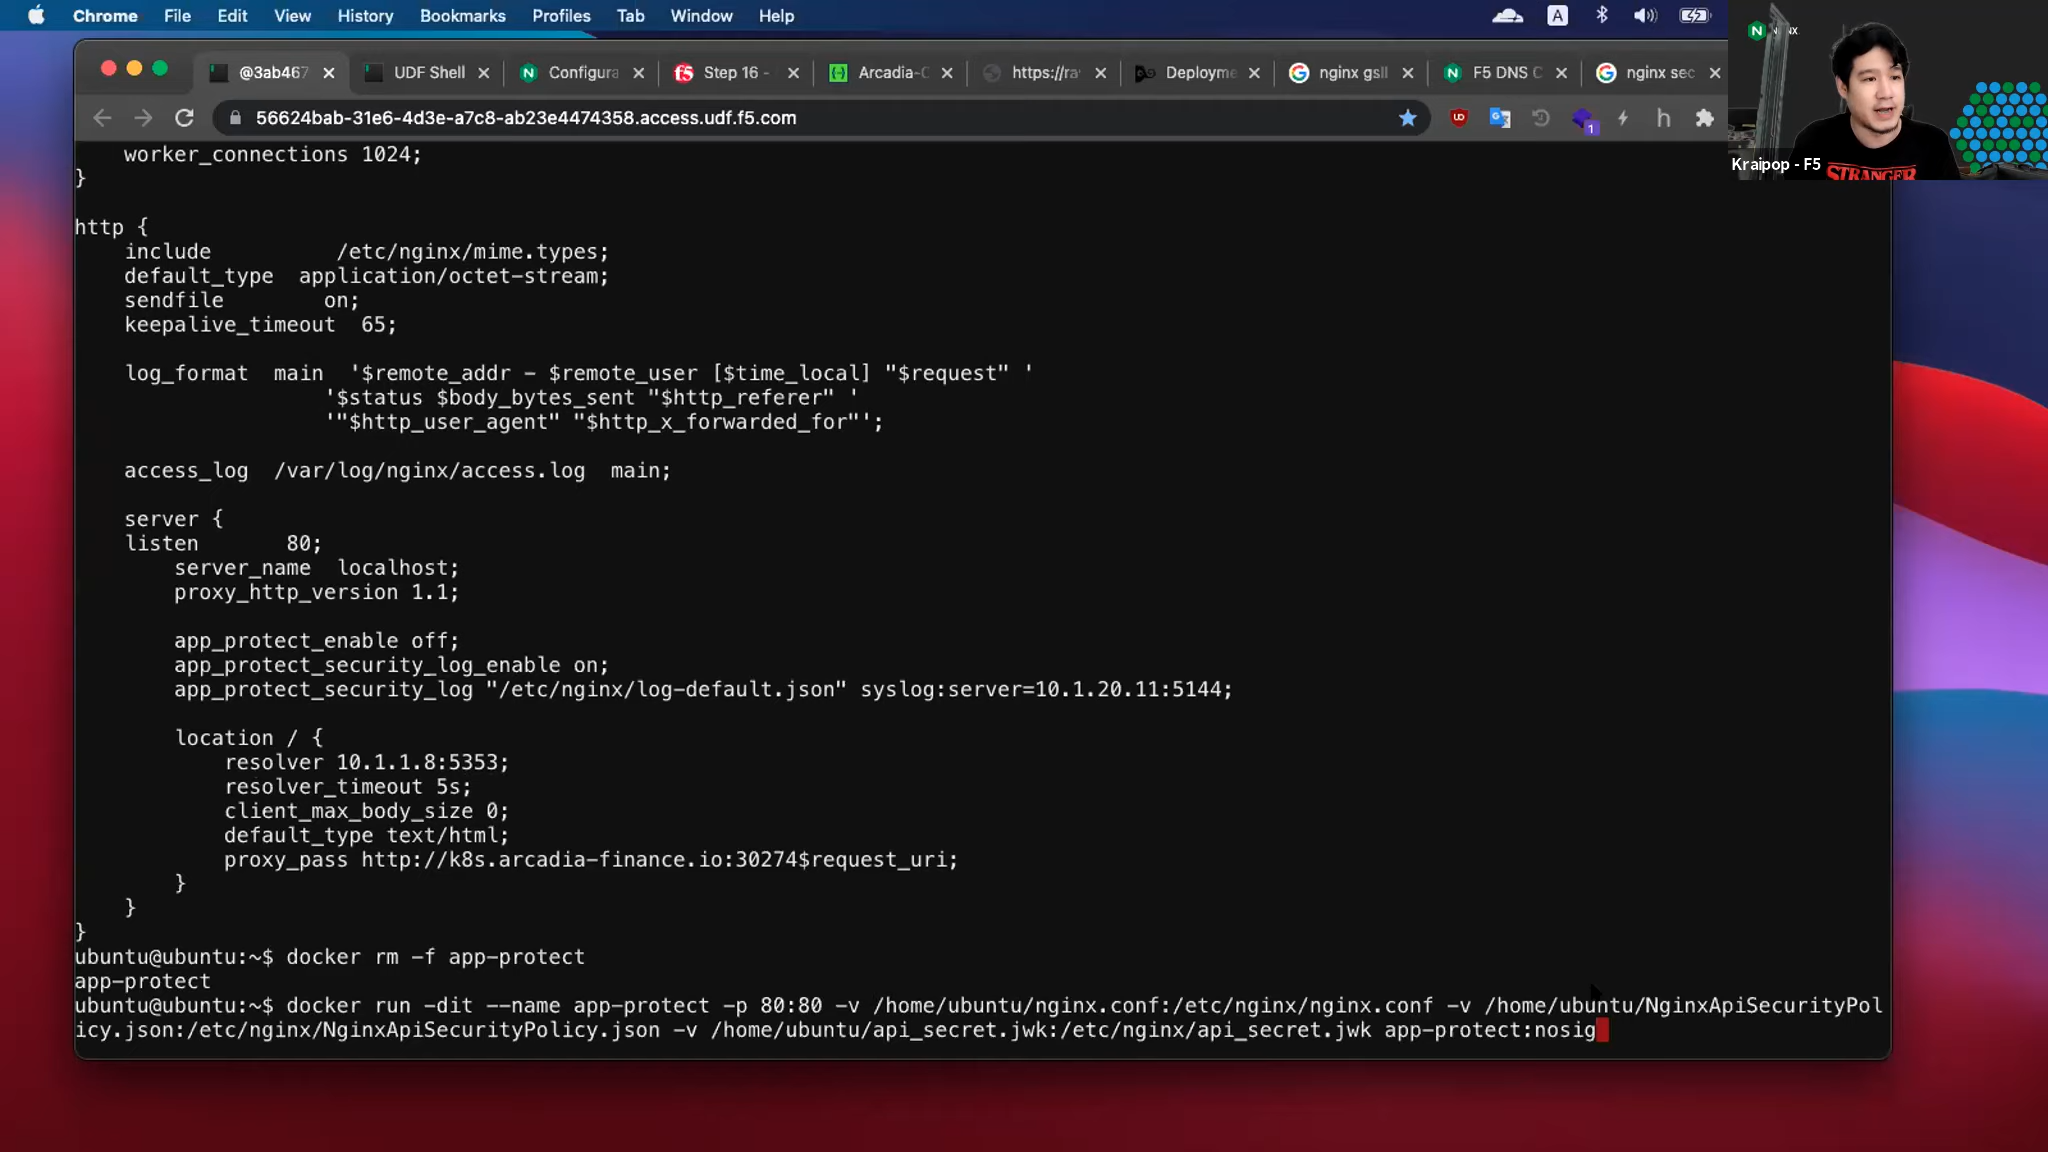 Chrome File Edit View History Bookmarks Profiles Tab Window Help
A
@3ab467 UDF Shell Configura Step 16 - Arcadia-C https://ra Deployme nginx gsl F5 DNS C nginx sec
56624bab-31e6-4d3e-a7c8-ab23e4474358.access.udf.f5.com
UD
h
1
Kraipop - F5
STRANGER
worker_connections 1024;
}
http {
include /etc/nginx/mime.types;
default_type application/octet-stream;
sendfile on;
keepalive_timeout 65;
log_format main '$remote_addr - $remote_user [$time_local] "$request" '
'$status $body_bytes_sent "$http_referer" '
'"$http_user_agent" "$http_x_forwarded_for"';
access_log /var/log/nginx/access.log main;
server {
listen 80;
server_name localhost;
proxy_http_version 1.1;
app_protect_enable off;
app_protect_security_log_enable on;
app_protect_security_log "/etc/nginx/log-default.json" syslog:server=10.1.20.11:5144;
location / {
resolver 10.1.1.8:5353;
resolver_timeout 5s;
client_max_body_size 0;
default_type text/html;
proxy_pass http://k8s.arcadia-finance.io:30274$request_uri;
}
}
}
ubuntu@ubuntu:~$ docker rm -f app-protect
app-protect
ubuntu@ubuntu:~$ docker run -dit --name app-protect -p 80:80 -v /home/ubuntu/nginx.conf:/etc/nginx/nginx.conf -v /home/ubuntu/NginxApiSecurityPol
icy.json:/etc/nginx/NginxApiSecurityPolicy.json -v /home/ubuntu/api_secret.jwk:/etc/nginx/api_secret.jwk app-protect:nosig